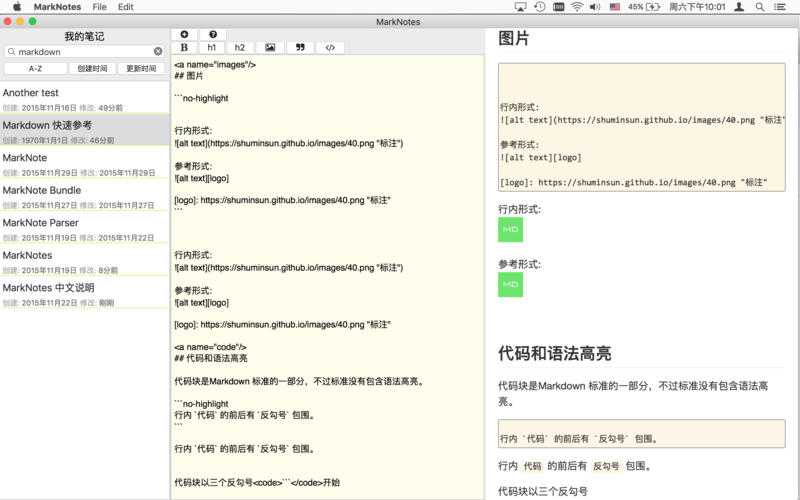 MarkNotes File Edit
45% 周六下午10:01
MarkNotes
我的笔记
markdown
A-Z 创建时间 更新时间
Another test
创建: 2015年11月16日 修改: 49分前
Markdown 快速参考
创建: 1970年1月1日 修改: 46分前
MarkNote
创建: 2015年11月29日 修改: 2015年11月29日
MarkNote Bundle
创建: 2015年11月27日 修改: 2015年11月27日
MarkNote Parser
创建: 2015年11月19日 修改: 2015年11月22日
MarkNotes
创建: 2015年11月19日 修改: 8分前
MarkNotes 中文说明
创建: 2015年11月22日 修改: 刚刚
B h1 h2 </>
<a name="images"/>
## 图片
```no-highlight
行内形式:
![alt text](https://shuminsun.github.io/images/40.png "标注")
参考形式:
![alt text][logo]
[logo]: https://shuminsun.github.io/images/40.png "标注"
```
行内形式:
![alt text](https://shuminsun.github.io/images/40.png "标注")
参考形式:
![alt text][logo]
[logo]: https://shuminsun.github.io/images/40.png "标注"
<a name="code"/>
## 代码和语法高亮
代码块是Markdown 标准的一部分，不过标准没有包含语法高亮。
```no-highlight
行内 `代码` 的前后有 `反勾号` 包围。
```
行内 `代码` 的前后有 `反勾号` 包围。
代码块以三个反勾号<code>```</code>开始
图片
行内形式:
![alt text](https://shuminsun.github.io/images/40.png "标注"
参考形式:
![alt text][logo]
[logo]: https://shuminsun.github.io/images/40.png "标注"
行内形式:
MD
参考形式:
MD
代码和语法高亮
代码块是Markdown 标准的一部分，不过标准没有包含语法高
亮。
行内 `代码` 的前后有 `反勾号` 包围。
行内 代码 的前后有 反勾号 包围。
代码块以三个反勾号